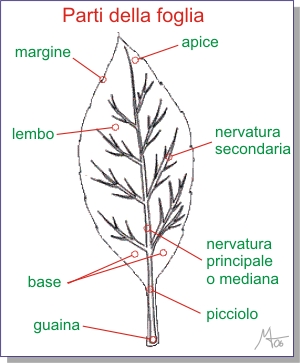 Parti della foglia
apice
margine
lembo
nervatura
secondaria
nervatura
principale
o mediana
base
picciolo
guaina